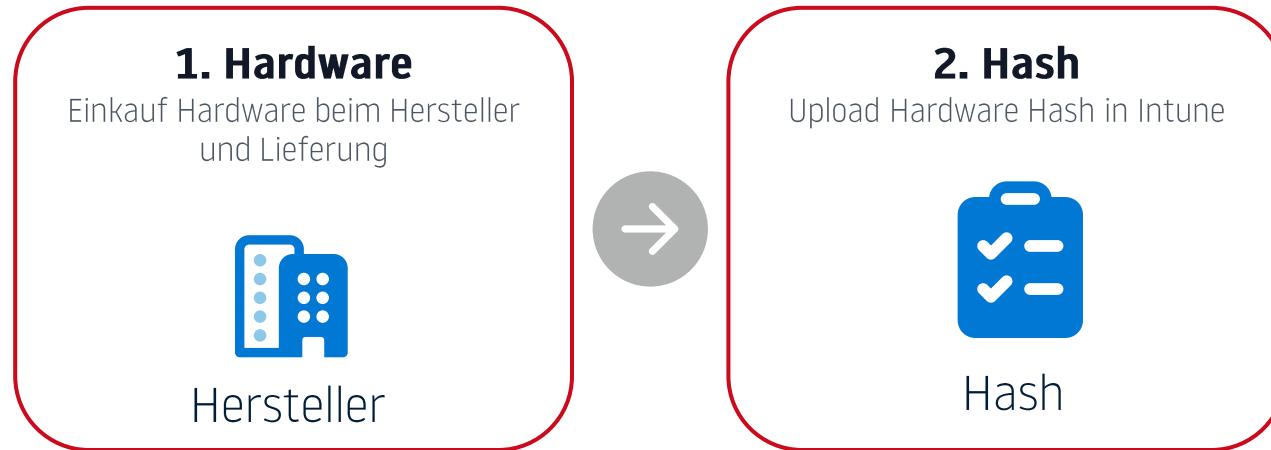 1. Hardware
Einkauf Hardware beim Hersteller
und Lieferung
Hersteller
2. Hash
Upload Hardware Hash in Intune
Hash